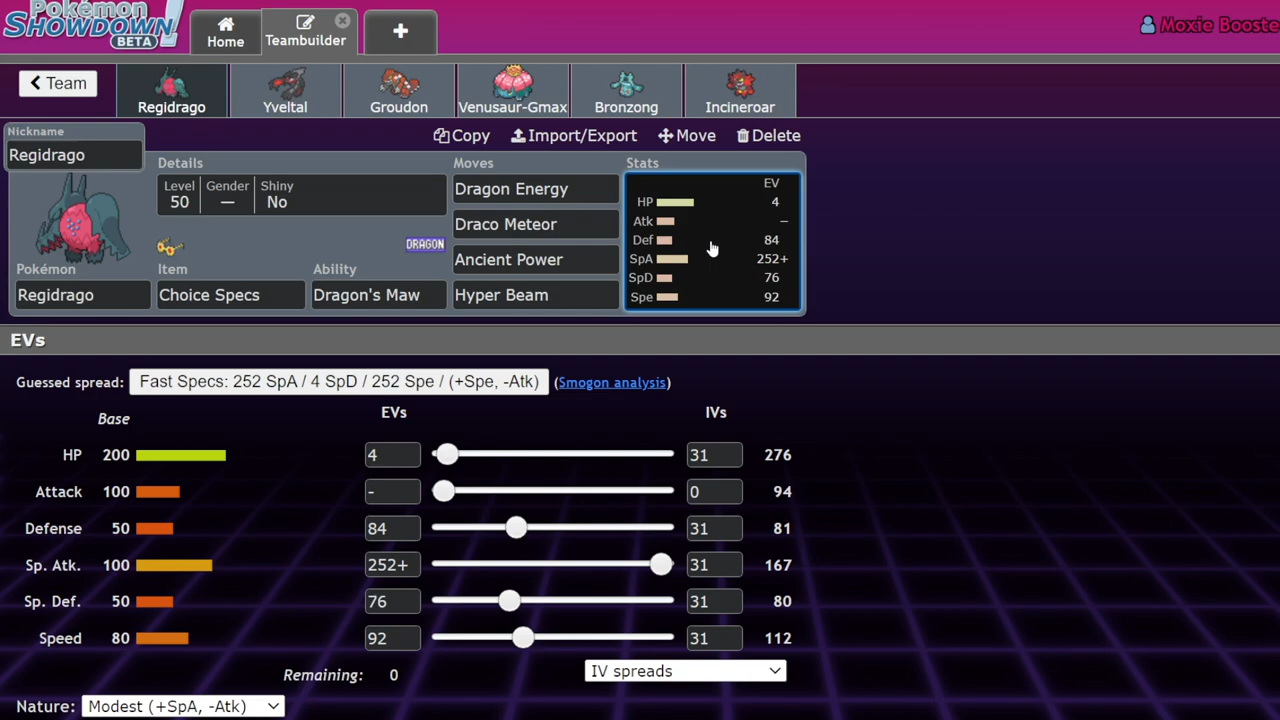 Pokémon
SHOWDOWN!
BETA
Home
Teambuilder
Moxie Booste
Team
Regidrago
Yveltal
Groudon
Venusaur-Gmax
Bronzong
Incineroar
Nickname
Regidrago
Copy
Import/Export
Move
Delete
Details
Level
50
Gender
—
Shiny
No
DRAGON
Pokémon
Regidrago
Item
Choice Specs
Ability
Dragon's Maw
Moves
Dragon Energy
Draco Meteor
Ancient Power
Hyper Beam
Stats
EV
HP 4
Atk –
Def 84
SpA 252+
SpD 76
Spe 92
EVs
Guessed spread: Fast Specs: 252 SpA / 4 SpD / 252 Spe / (+Spe, -Atk) (Smogon analysis)
Base EVs IVs
HP 200 4 31 276
Attack 100 - 0 94
Defense 50 84 31 81
Sp. Atk. 100 252+ 31 167
Sp. Def. 50 76 31 80
Speed 80 92 31 112
Remaining: 0 IV spreads
Nature: Modest (+SpA, -Atk)